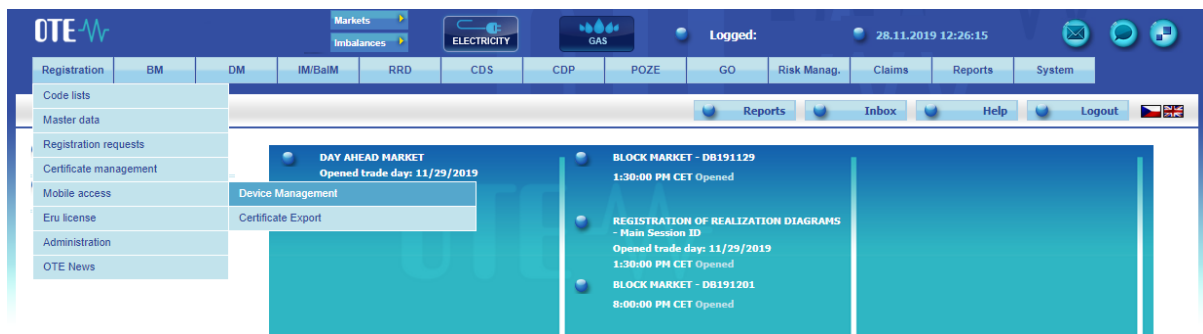 OTE
Markets
Imbalances
ELECTRICITY
GAS
Logged:
28.11.2019 12:26:15
Registration BM DM IM/BalM RRD CDS CDP POZE GO Risk Manag. Claims Reports System
Code lists
Master data
Registration requests
Certificate management
Mobile access
Eru license
Administration
OTE News
Device Management
Certificate Export
Reports Inbox Help Logout
DAY AHEAD MARKET
Opened trade day: 11/29/2019
BLOCK MARKET - DB191129
1:30:00 PM CET Opened
REGISTRATION OF REALIZATION DIAGRAMS
- Main Session
ID
Opened trade day: 11/29/2019
1:30:00 PM CET Opened
BLOCK MARKET - DB191201
8:00:00 PM CET Opened
OTE